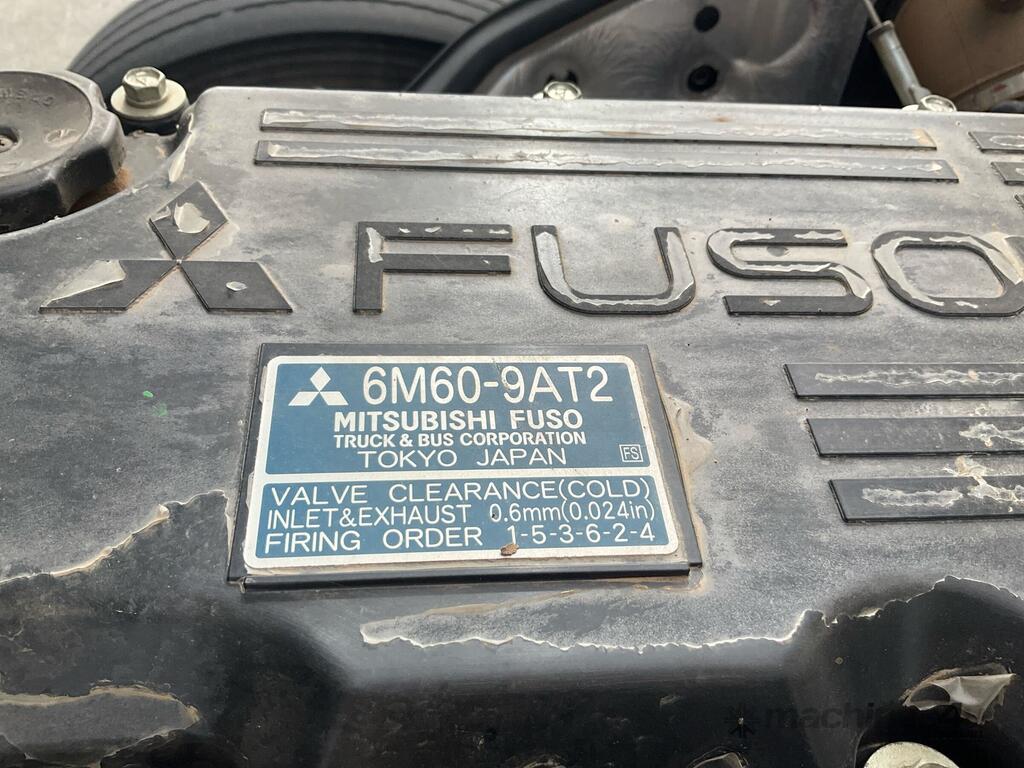 FUSO
6M60-9AT2
MITSUBISHI FUSO
TRUCK & BUS CORPORATION
TOKYO JAPAN
FS
VALVE CLEARANCE(COLD)
INLET&EXHAUST 0.6mm(0.024in)
FIRING ORDER 1-5-3-6-2-4